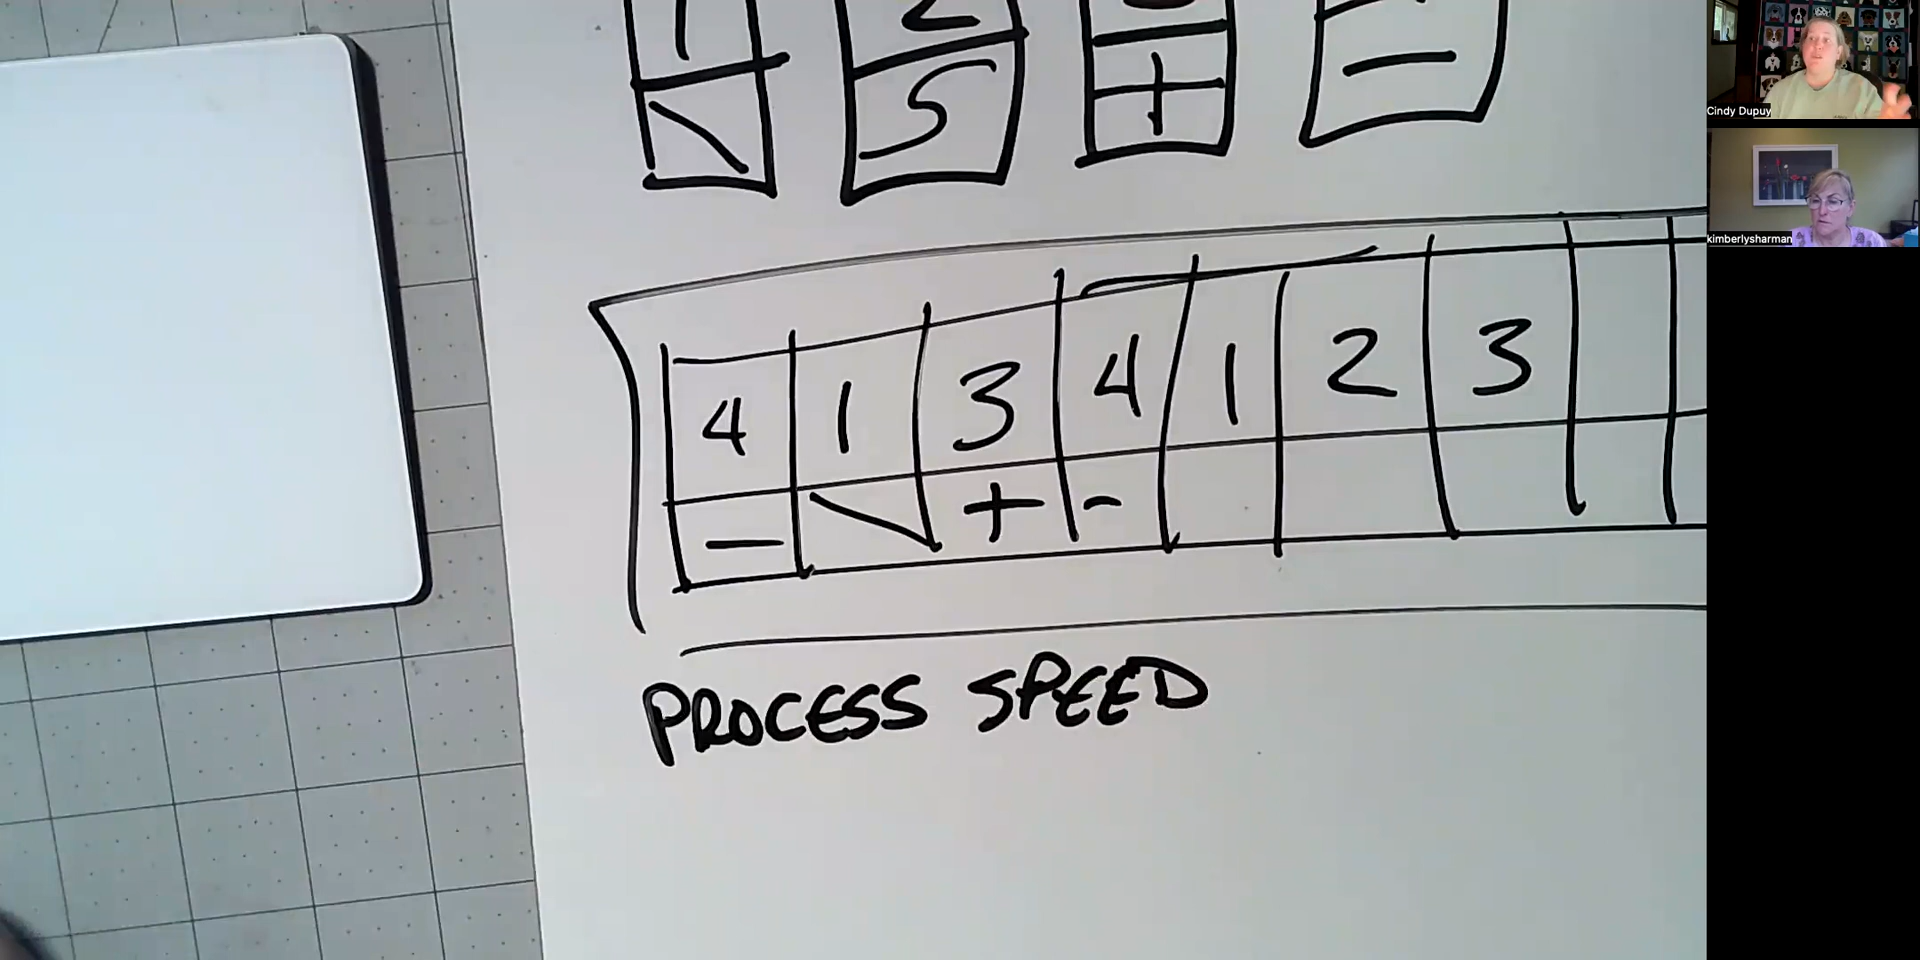 1 2
\ 5 + −
4 1 3 4 1 2 3
− \ + -
PROCESS SPEED
Cindy Dupuy
kimberlysharman